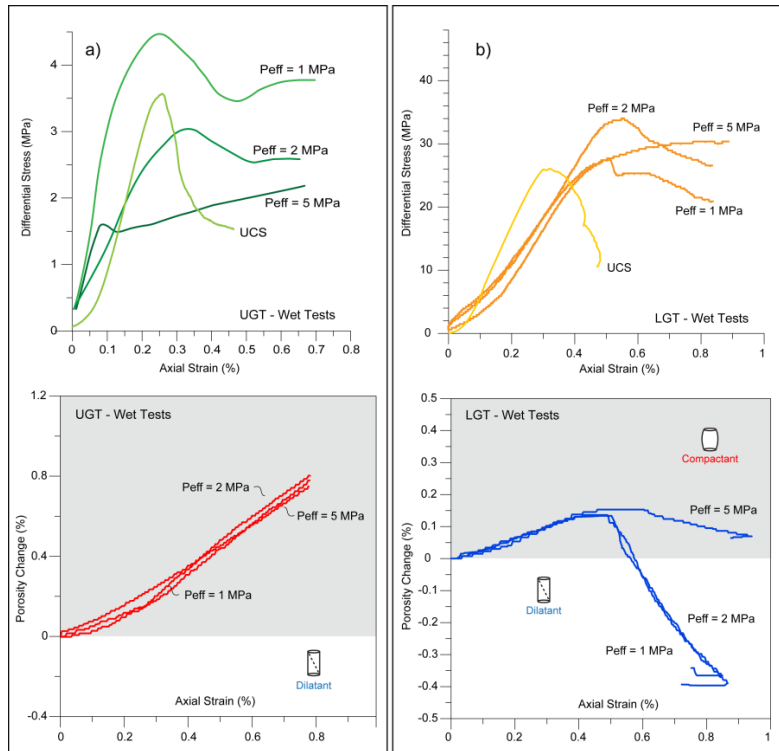 a)
Peff = 1 MPa
Peff = 2 MPa
Peff = 5 MPa
UCS
UGT - Wet Tests
Differential Stress (MPa)
5
4
3
2
1
0
0 0.1 0.2 0.3 0.4 0.5 0.6 0.7 0.8
Axial Strain (%)
b)
Peff = 2 MPa
Peff = 5 MPa
Peff = 1 MPa
UCS
LGT - Wet Tests
Differential Stress (MPa)
50
40
30
20
10
0
0 0.2 0.4 0.6 0.8 1
Axial Strain (%)
UGT - Wet Tests
Peff = 2 MPa
Peff = 5 MPa
Peff = 1 MPa
Dilatant
Porosity Change (%)
1.2
0.8
0.4
0
-0.4
Axial Strain (%)
0 0.2 0.4 0.6 0.8
LGT - Wet Tests
Compactant
Peff = 5 MPa
Dilatant
Peff = 2 MPa
Peff = 1 MPa
Porosity Change (%)
0.5
0.4
0.3
0.2
0.1
0
-0.1
-0.2
-0.3
-0.4
-0.5
Axial Strain (%)
0 0.2 0.4 0.6 0.8 1